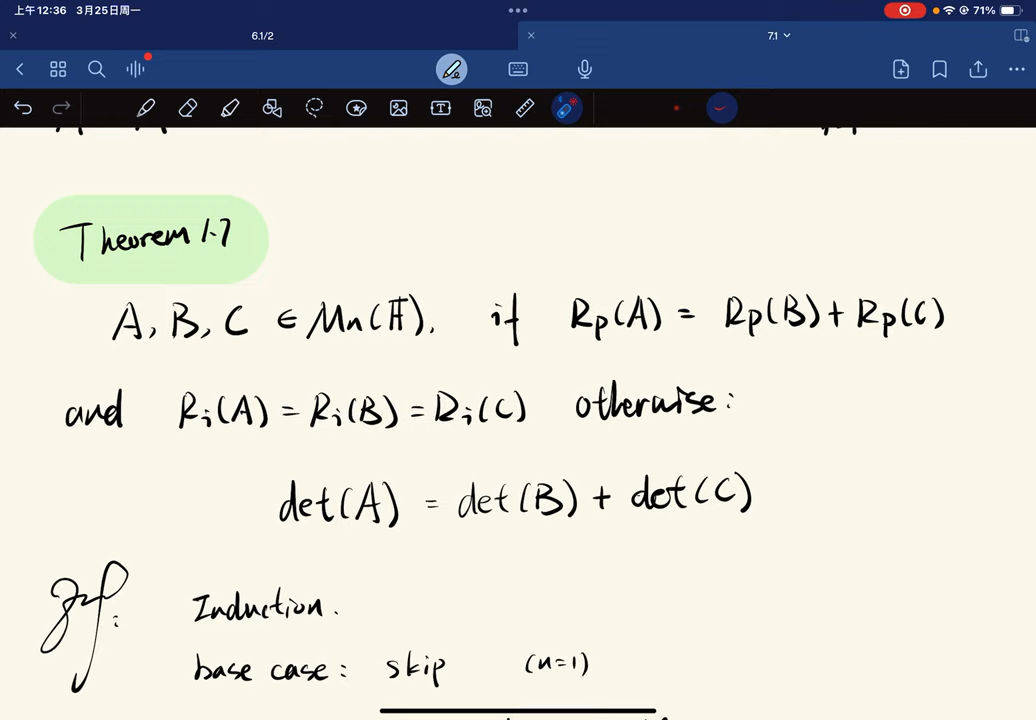 上午12:36 3月25日周一
71%
6.1/2
7.1
T
Theorem 1.7
A, B, C ∈ Mn(F). if Rp(A) = Rp(B) + Rp(C)
and Ri(A) = Ri(B) = Ri(C) otherwise:
det(A) = det(B) + det(C)
Induction.
base case: skip (n=1)